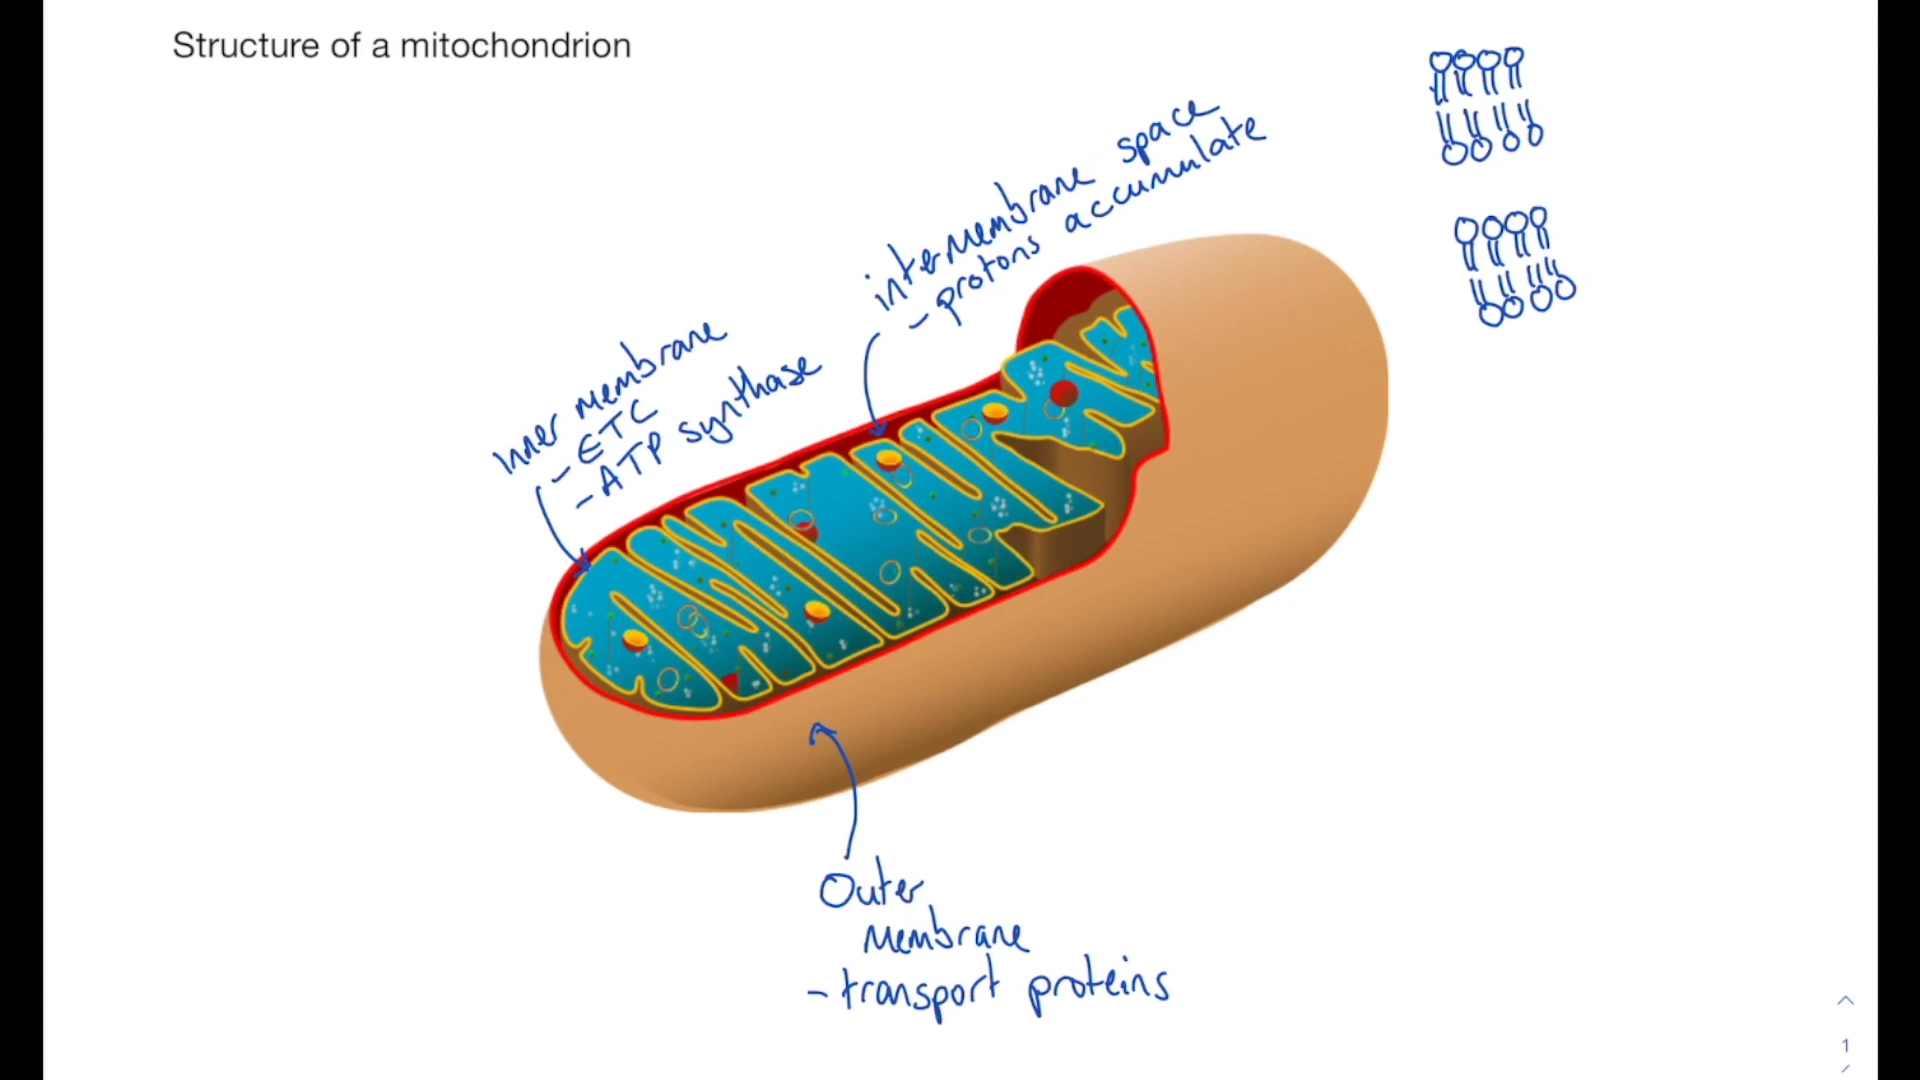 Structure of a mitochondrion
intermembrane space
- protons accumulate
inner membrane
- ETC
- ATP synthase
Outer
membrane
- transport proteins
1